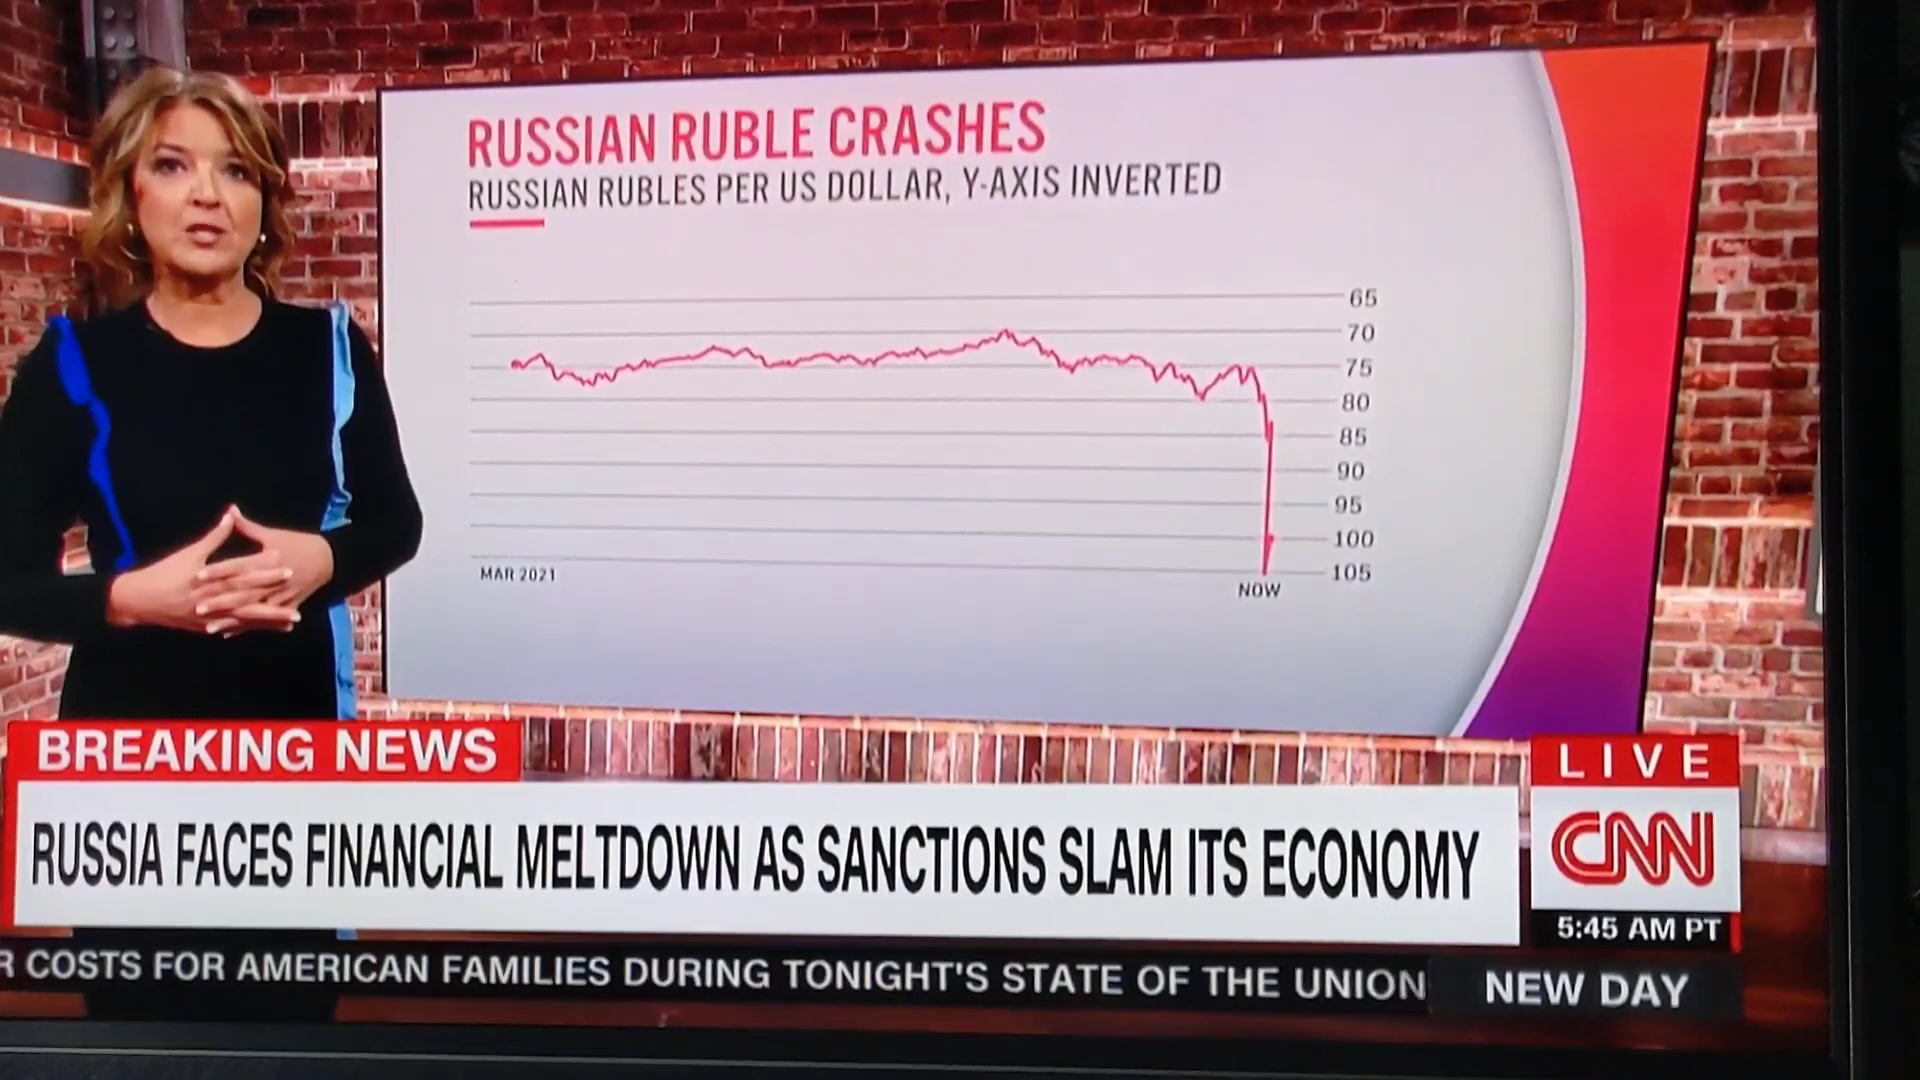 RUSSIAN RUBLE CRASHES
RUSSIAN RUBLES PER US DOLLAR, Y-AXIS INVERTED
65
70
75
80
85
90
95
100
105
MAR 2021
NOW
BREAKING NEWS
RUSSIA FACES FINANCIAL MELTDOWN AS SANCTIONS SLAM ITS ECONOMY
LIVE
CNN
5:45 AM PT
R COSTS FOR AMERICAN FAMILIES DURING TONIGHT'S STATE OF THE UNION
NEW DAY